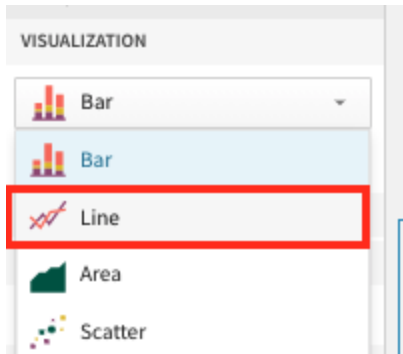 VISUALIZATION
Bar
Bar
Line
Area
Scatter